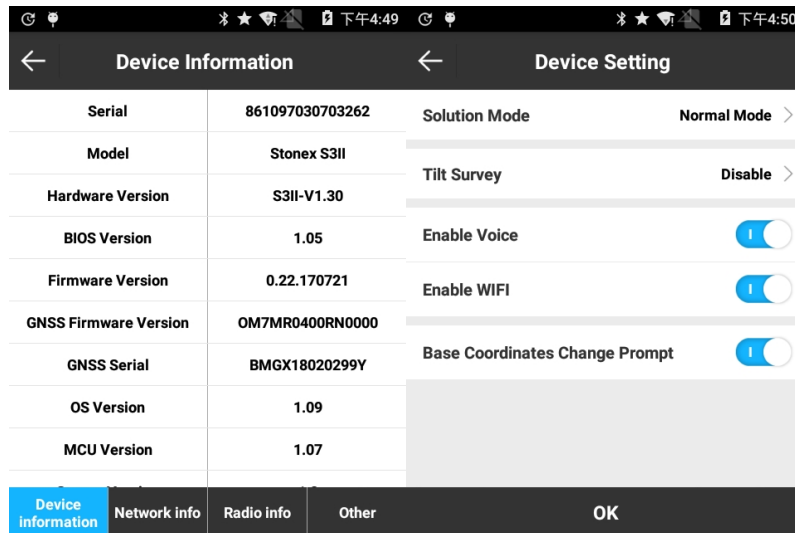 下午4:49
Device Information
Serial 861097030703262
Model Stonex S3II
Hardware Version S3II-V1.30
BIOS Version 1.05
Firmware Version 0.22.170721
GNSS Firmware Version OM7MR0400RN0000
GNSS Serial BMGX18020299Y
OS Version 1.09
MCU Version 1.07
Device
information
Network info
Radio info
Other
下午4:50
Device Setting
Solution Mode Normal Mode
Tilt Survey Disable
Enable Voice
Enable WIFI
Base Coordinates Change Prompt
OK